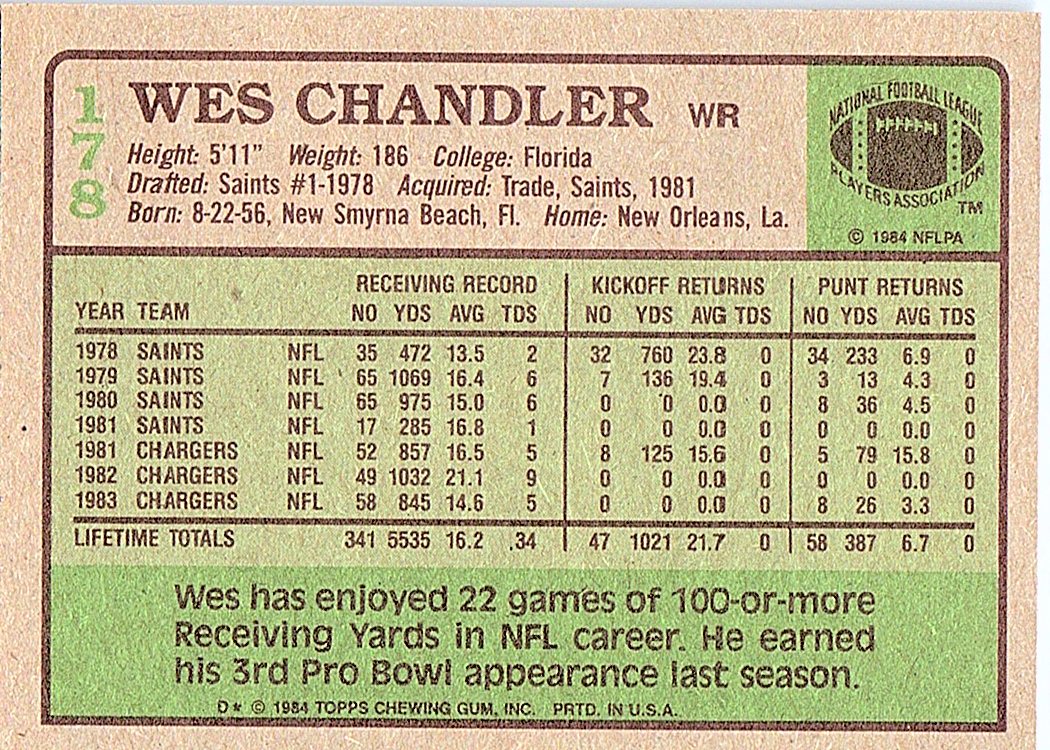 178 WES CHANDLER WR
Height: 5'11" Weight: 186 College: Florida
Drafted: Saints #1-1978 Acquired: Trade, Saints, 1981
Born: 8-22-56, New Smyrna Beach, Fl. Home: New Orleans, La.
NATIONAL FOOTBALL LEAGUE
PLAYERS ASSOCIATION
TM
© 1984 NFLPA
RECEIVING RECORD KICKOFF RETURNS PUNT RETURNS
YEAR TEAM NO YDS AVG TDS NO YDS AVG TDS NO YDS AVG TDS
1978 SAINTS NFL 35 472 13.5 2 32 760 23.8 0 34 233 6.9 0
1979 SAINTS NFL 65 1069 16.4 6 7 136 19.4 0 3 13 4.3 0
1980 SAINTS NFL 65 975 15.0 6 0 0 0.0 0 8 36 4.5 0
1981 SAINTS NFL 17 285 16.8 1 0 0 0.0 0 0 0 0.0 0
1981 CHARGERS NFL 52 857 16.5 5 8 125 15.6 0 5 79 15.8 0
1982 CHARGERS NFL 49 1032 21.1 9 0 0 0.0 0 0 0 0.0 0
1983 CHARGERS NFL 58 845 14.6 5 0 0 0.0 0 8 26 3.3 0
LIFETIME TOTALS 341 5535 16.2 34 47 1021 21.7 0 58 387 6.7 0
Wes has enjoyed 22 games of 100-or-more
Receiving Yards in NFL career. He earned
his 3rd Pro Bowl appearance last season.
D* © 1984 TOPPS CHEWING GUM, INC. PRTD. IN U.S.A.